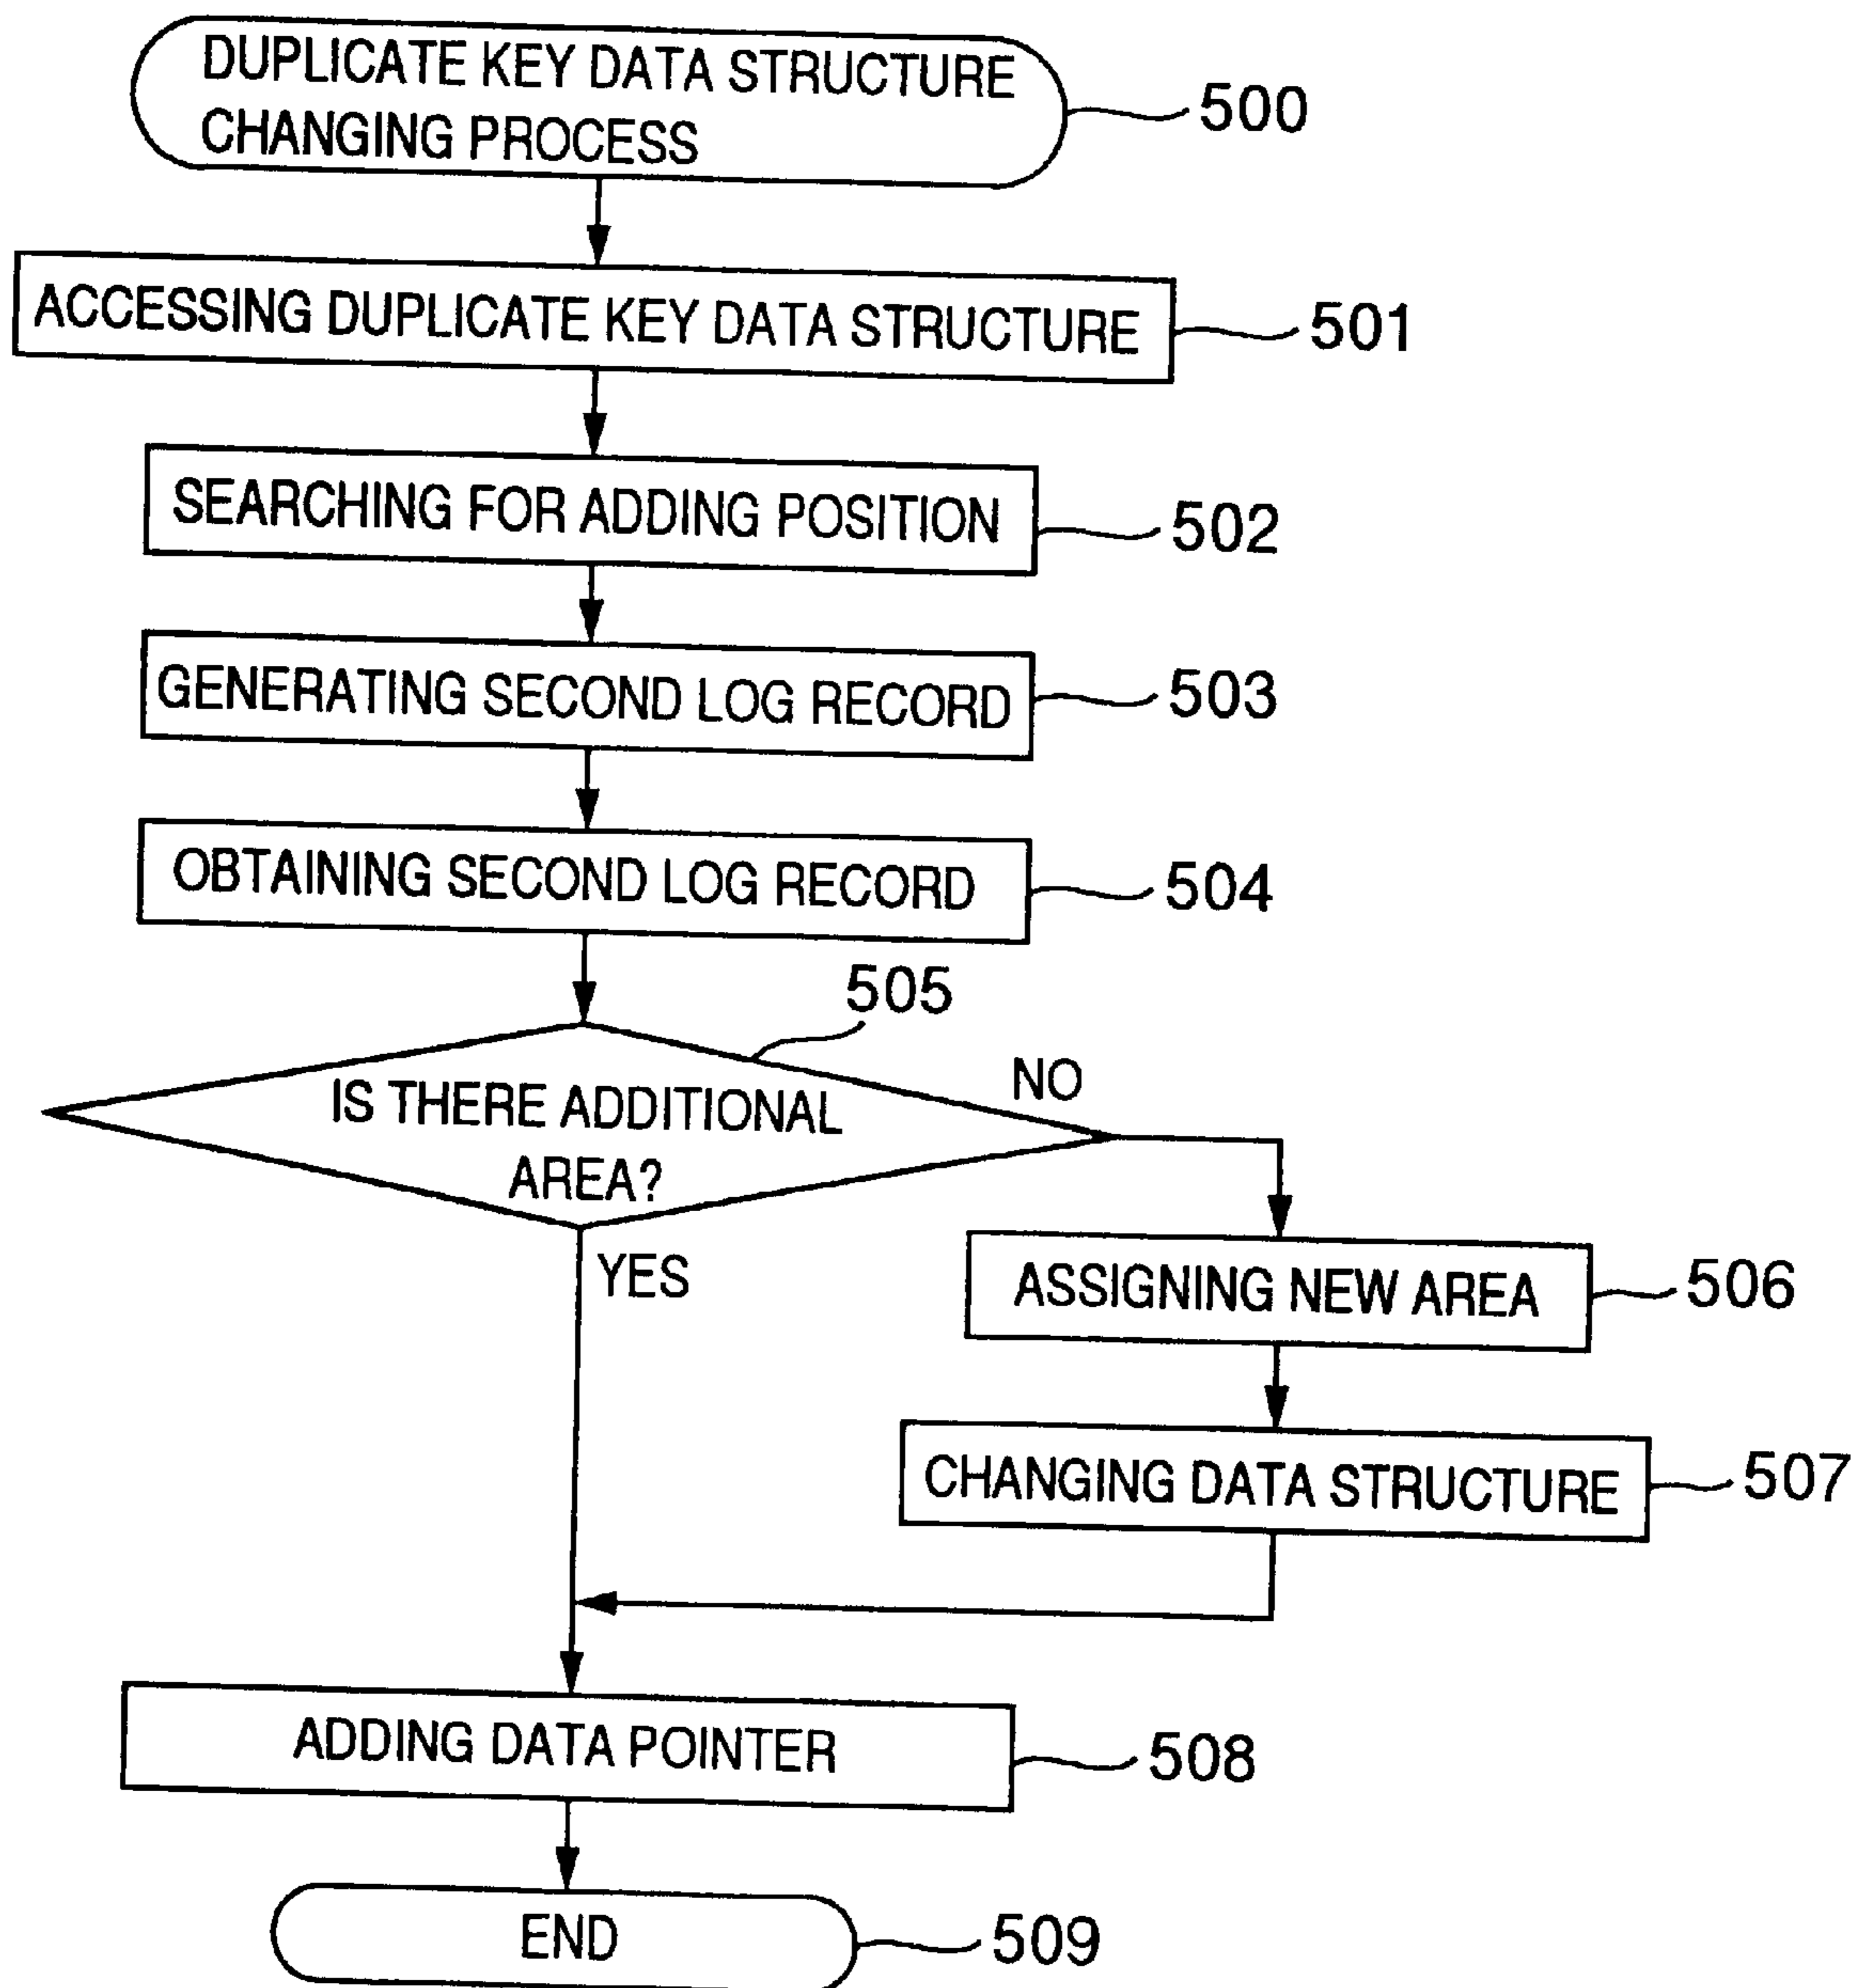 DUPLICATE KEY DATA STRUCTURE
CHANGING PROCESS
500
ACCESSING DUPLICATE KEY DATA STRUCTURE
501
SEARCHING FOR ADDING POSITION
502
GENERATING SECOND LOG RECORD
503
OBTAINING SECOND LOG RECORD
504
505
IS THERE ADDITIONAL
AREA?
NO
YES
ASSIGNING NEW AREA
506
CHANGING DATA STRUCTURE
507
ADDING DATA POINTER
508
END
509